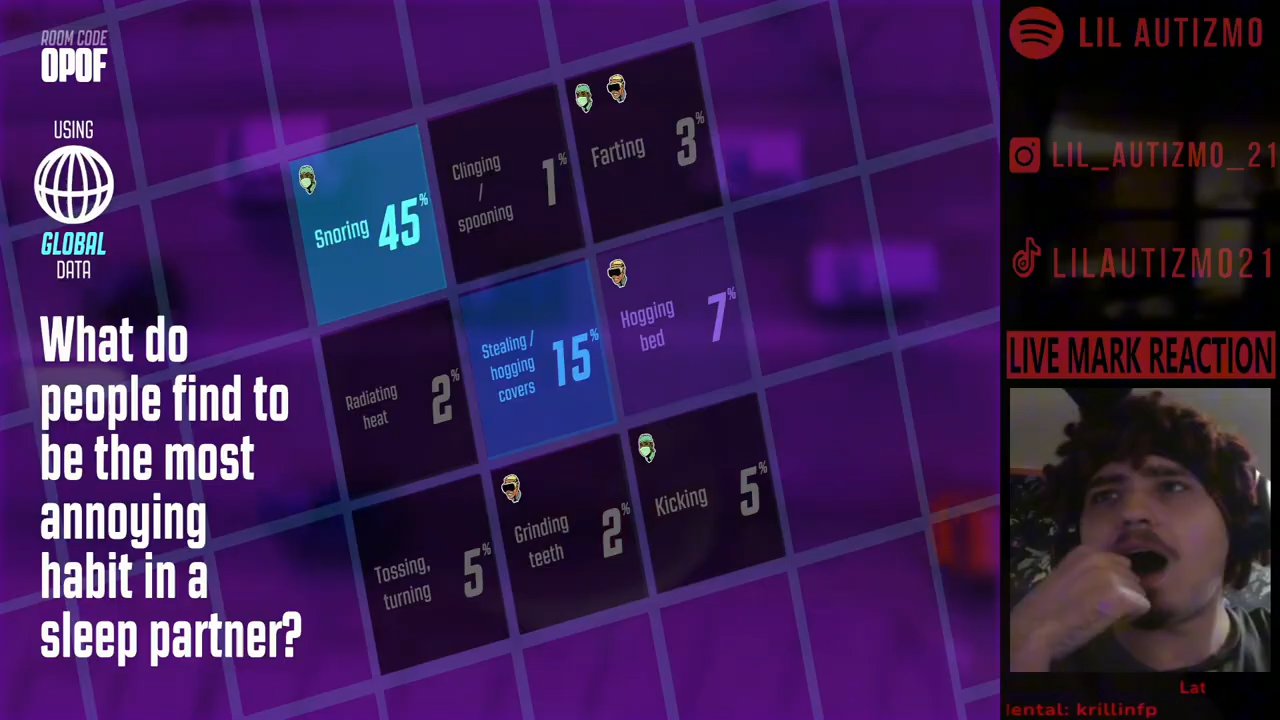 ROOM CODE
OPOF
USING
GLOBAL
DATA
What do
people find to
be the most
annoying
habit in a
sleep partner?
Snoring 45%
Clinging
/
spooning
1%
Farting 3%
Radiating
heat
2%
Stealing /
hogging
covers
15%
Hogging
bed
7%
Tossing,
turning
5%
Grinding
teeth
2%
Kicking 5%
LIL AUTIZMO
LIL_AUTIZMO_21
LILAUTIZMO21
LIVE MARK REACTION
Lat
lental: krillinfp